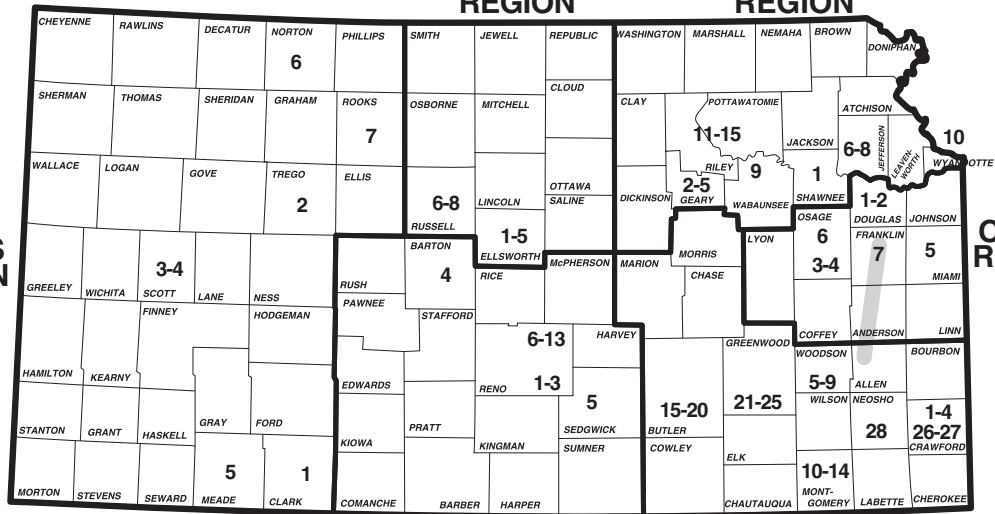 REGION REGION
CHEYENNE RAWLINS DECATUR NORTON PHILLIPS SMITH JEWELL REPUBLIC WASHINGTON MARSHALL NEMAHA BROWN DONIPHAN
6
SHERMAN THOMAS SHERIDAN GRAHAM ROOKS OSBORNE MITCHELL CLOUD CLAY POTTAWATOMIE ATCHISON
7 11-15 JACKSON 6-8 JEFFERSON LEAVEN-
WORTH 10
WYANDOTTE
WALLACE LOGAN GOVE TREGO ELLIS RILEY 9 1
2 6-8 OTTAWA 2-5
RUSSELL LINCOLN SALINE DICKINSON GEARY WABAUNSEE SHAWNEE 1-2
1-5 OSAGE DOUGLAS JOHNSON
ELLSWORTH 6 FRANKLIN
BARTON LYON 7 5
3-4 4 McPHERSON MARION MORRIS 3-4
GREELEY WICHITA SCOTT LANE NESS RUSH RICE CHASE MIAMI
FINNEY HODGEMAN PAWNEE STAFFORD
6-13 HARVEY COFFEY ANDERSON LINN
HAMILTON KEARNY EDWARDS RENO 1-3 GREENWOOD WOODSON BOURBON
5-9 ALLEN
GRAY FORD 5 15-20 21-25 WILSON NEOSHO 1-4
STANTON GRANT HASKELL PRATT SEDGWICK BUTLER 28 26-27
KIOWA KINGMAN SUMNER COWLEY CRAWFORD
5 1 ELK 10-14
MORTON STEVENS SEWARD MEADE CLARK COMANCHE BARBER HARPER CHAUTAUQUA MONT-
GOMERY LABETTE CHEROKEE